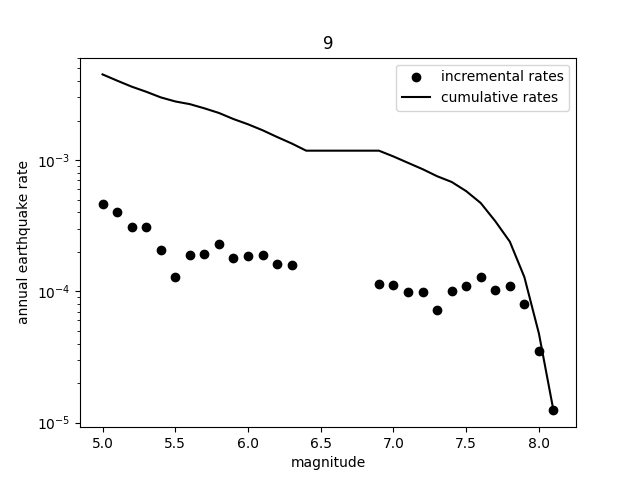 9
incremental rates
cumulative rates
annual earthquake rate
10⁻³
10⁻⁴
10⁻⁵
5.0 5.5 6.0 6.5 7.0 7.5 8.0
magnitude